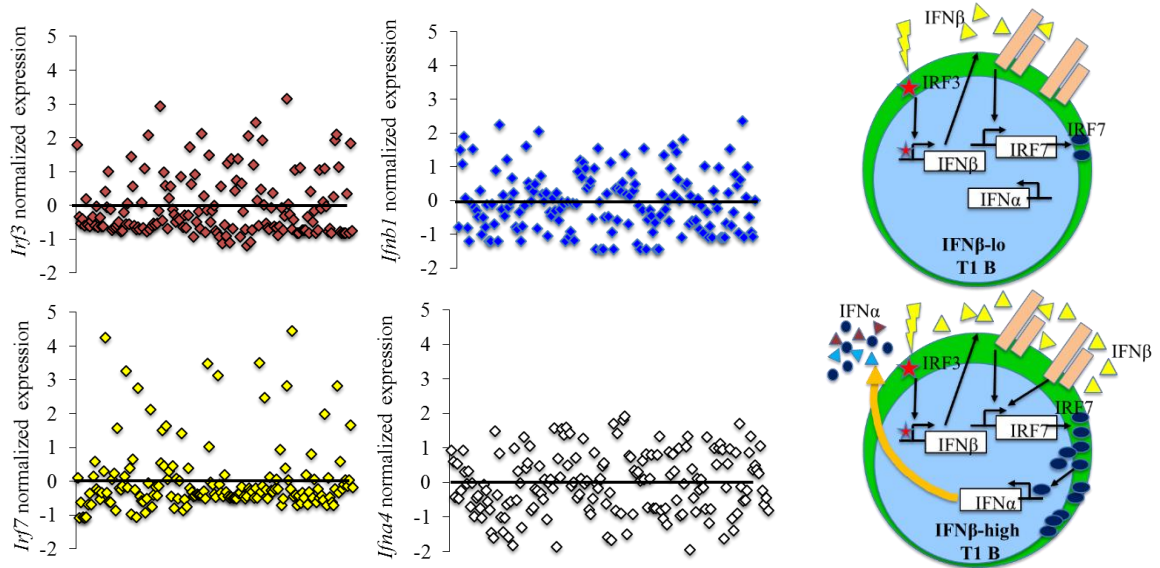 Irf3 normalized expression
6
5
4
3
2
1
0
-1
-2
Ifnb1 normalized expression
5
4
3
2
1
0
-1
-2
IFNβ
IRF3
IRF7
IFNβ
IRF7
IFNα
IFNβ-lo
T1 B
Irf7 normalized expression
5
4
3
2
1
0
-1
-2
Ifna4 normalized expression
5
4
3
2
1
0
-1
-2
IFNα
IRF3
IFNβ
IRF7
IFNβ
IRF7
IFNα
IFNβ-high
T1 B